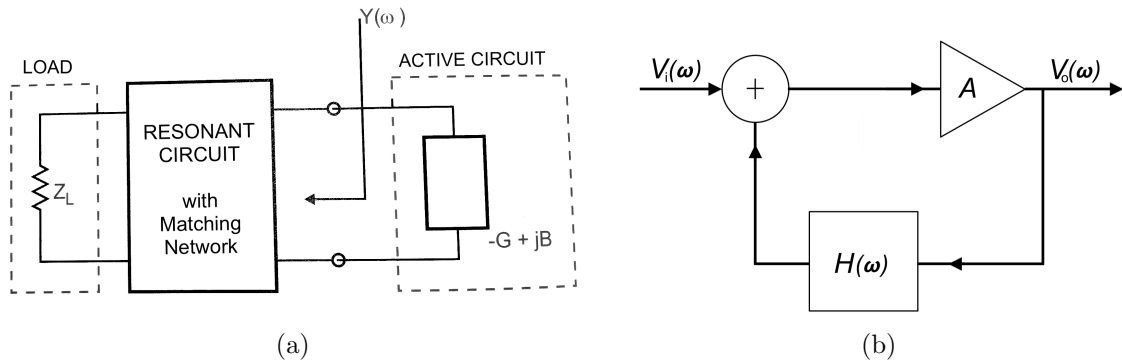 LOAD
Z_L
RESONANT
CIRCUIT
with
Matching
Network
Y(ω)
ACTIVE CIRCUIT
-G + jB
(a)
V_i(ω)
+
A
V_o(ω)
H(ω)
(b)